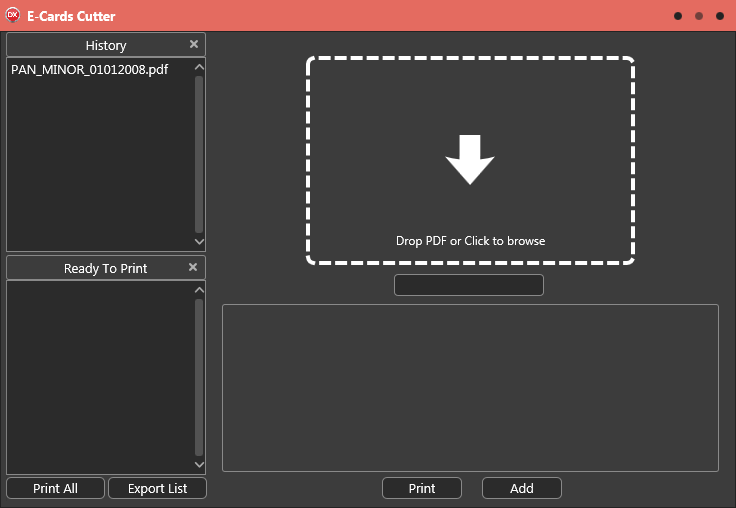 DX
E-Cards Cutter
History
PAN_MINOR_01012008.pdf
Drop PDF or Click to browse
Ready To Print
Print All
Export List
Print
Add